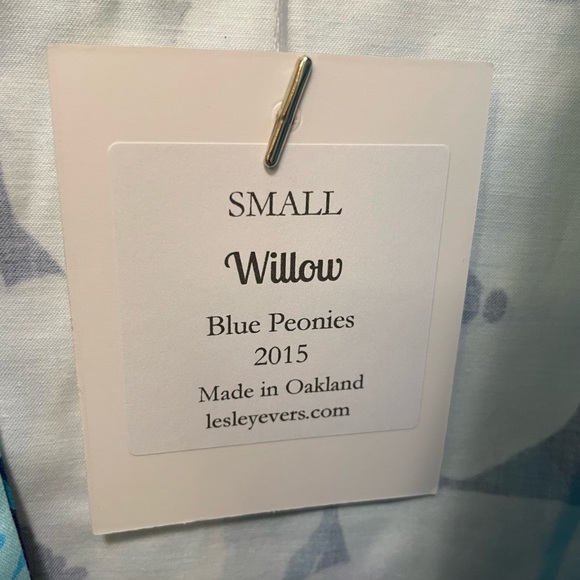 SMALL
Willow
Blue Peonies
2015
Made in Oakland
lesleyevers.com